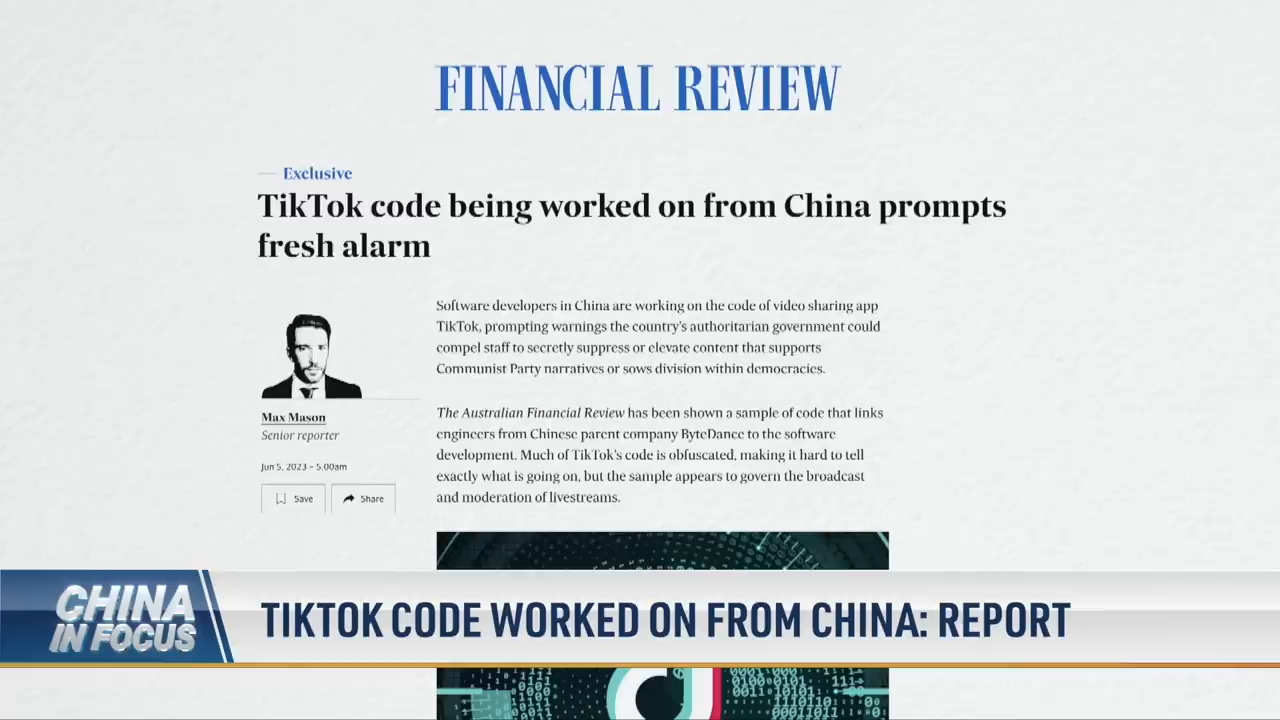 FINANCIAL REVIEW
Exclusive
TikTok code being worked on from China prompts
fresh alarm
Software developers in China are working on the code of video sharing app
TikTok, prompting warnings the country's authoritarian government could
compel staff to secretly suppress or elevate content that supports
Communist Party narratives or sows division within democracies.
Max Mason
Senior reporter
Jun 5, 2023 – 5.00am
Save
Share
The Australian Financial Review has been shown a sample of code that links
engineers from Chinese parent company ByteDance to the software
development. Much of TikTok's code is obfuscated, making it hard to tell
exactly what is going on, but the sample appears to govern the broadcast
and moderation of livestreams.
CHINA
IN FOCUS
TIKTOK CODE WORKED ON FROM CHINA: REPORT